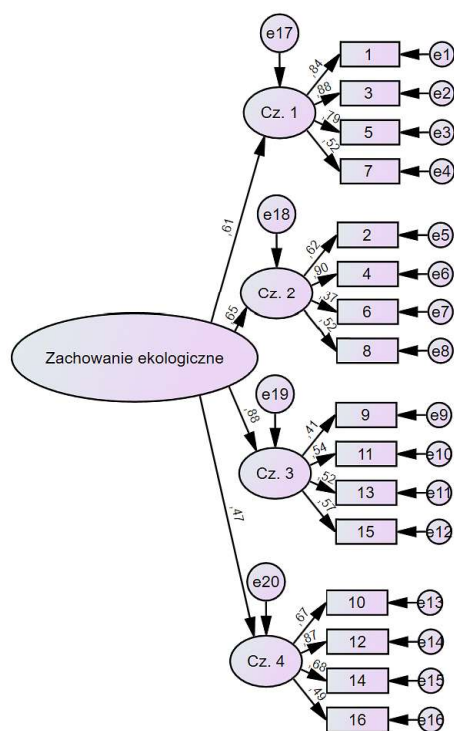 e17
1
e1
,84
3
e2
,88
Cz. 1
,79
5
e3
,52
7
e4
,61
e18
2
e5
,62
4
e6
,90
Cz. 2
,37
6
e7
,65
,52
8
e8
Zachowanie ekologiczne
e19
9
e9
,88
,41
11
e10
,54
Cz. 3
,52
13
e11
,57
15
e12
,47
e20
10
e13
,67
12
e14
,87
Cz. 4
,68
14
e15
,49
16
e16